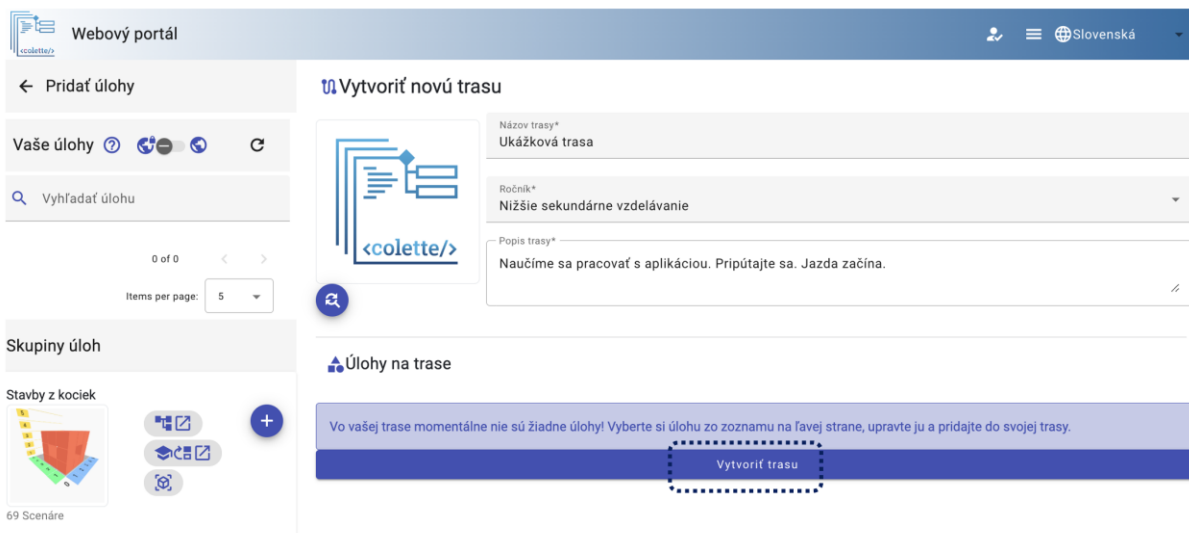 <colette/>
Webový portál
Slovenská
Pridať úlohy
Vaše úlohy
Vyhľadať úlohu
0 of 0
Items per page:
5
Skupiny úloh
Stavby z kociek
69 Scenáre
Vytvoriť novú trasu
<colette/>
Názov trasy*
Ukážková trasa
Ročník*
Nižšie sekundárne vzdelávanie
Popis trasy*
Naučíme sa pracovať s aplikáciou. Pripútajte sa. Jazda začína.
Úlohy na trase
Vo vašej trase momentálne nie sú žiadne úlohy! Vyberte si úlohu zo zoznamu na ľavej strane, upravte ju a pridajte do svojej trasy.
Vytvoriť trasu